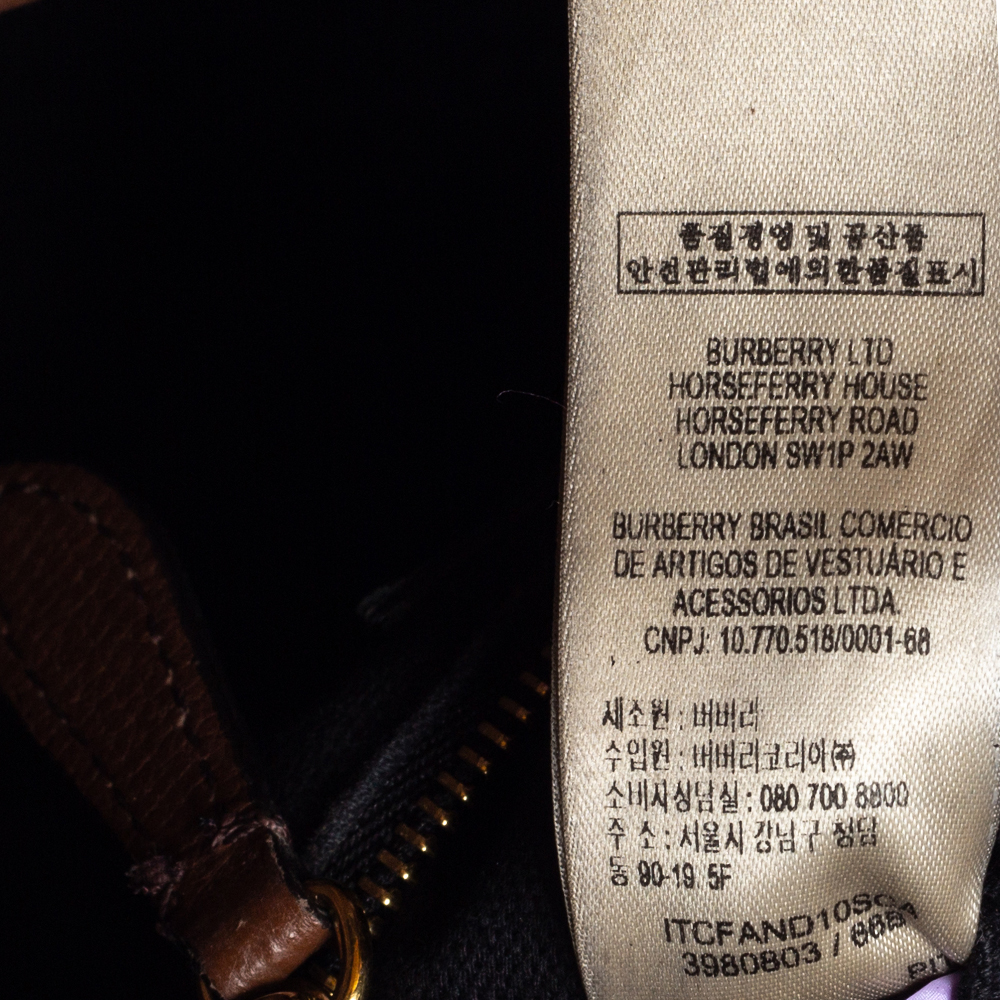 품질경영 및 공산품
안전관리법에의한품질표시
BURBERRY LTD
HORSEFERRY HOUSE
HORSEFERRY ROAD
LONDON SW1P 2AW
BURBERRY BRASIL COMERCIO
DE ARTIGOS DE VESTUÁRIO E
ACESSORIOS LTDA.
CNPJ: 10.770.518/0001-68
제조원 : 버버리
수입원 : 버버리코리아㈜
소비자상담실 : 080 700 8800
주 소 : 서울시 강남구 청담
동 90-19 5F
3980803 /